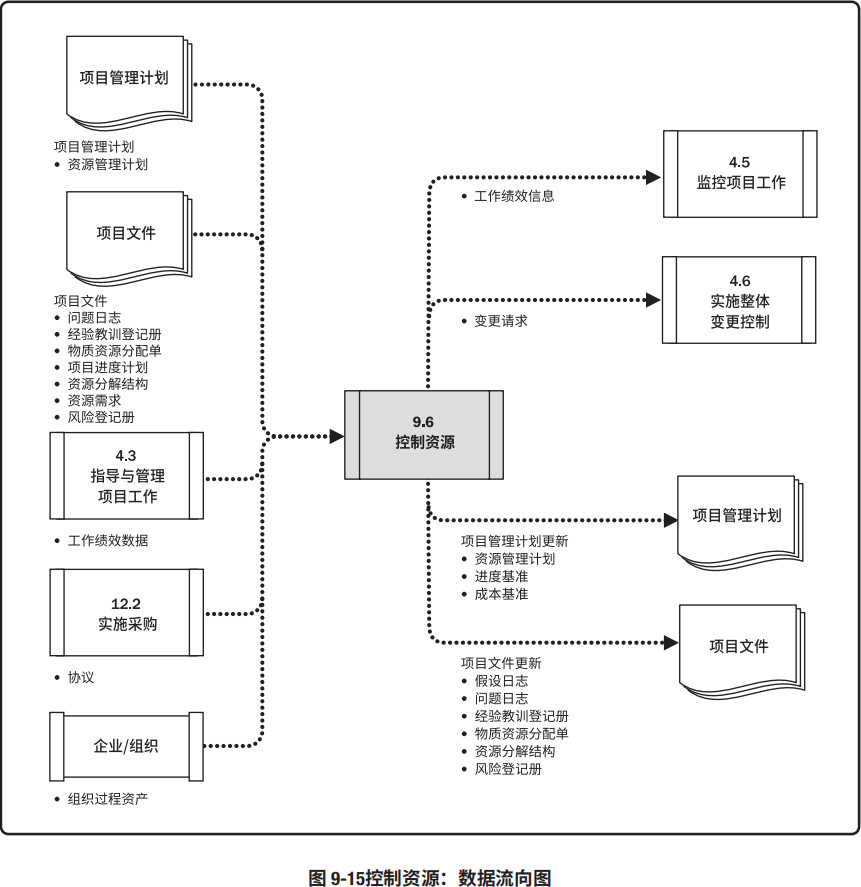 项目管理计划
项目管理计划
• 资源管理计划
项目文件
项目文件
• 问题日志
• 经验教训登记册
• 物质资源分配单
• 项目进度计划
• 资源分解结构
• 资源需求
• 风险登记册
4.3
指导与管理
项目工作
• 工作绩效数据
12.2
实施采购
• 协议
企业/组织
• 组织过程资产
9.6
控制资源
4.5
监控项目工作
• 工作绩效信息
4.6
实施整体
变更控制
• 变更请求
项目管理计划
项目管理计划更新
• 资源管理计划
• 进度基准
• 成本基准
项目文件
项目文件更新
• 假设日志
• 问题日志
• 经验教训登记册
• 物质资源分配单
• 资源分解结构
• 风险登记册
图 9-15控制资源：数据流向图